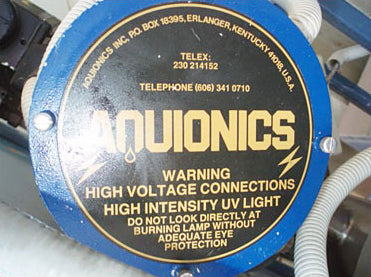 AQUIONICS INC. P.O. BOX 18395, ERLANGER, KENTUCKY 41018, U.S.A.
TELEX:
230 214152
TELEPHONE (606) 341 0710
AQUIONICS
WARNING
HIGH VOLTAGE CONNECTIONS
HIGH INTENSITY UV LIGHT
DO NOT LOOK DIRECTLY AT
BURNING LAMP WITHOUT
ADEQUATE EYE
PROTECTION